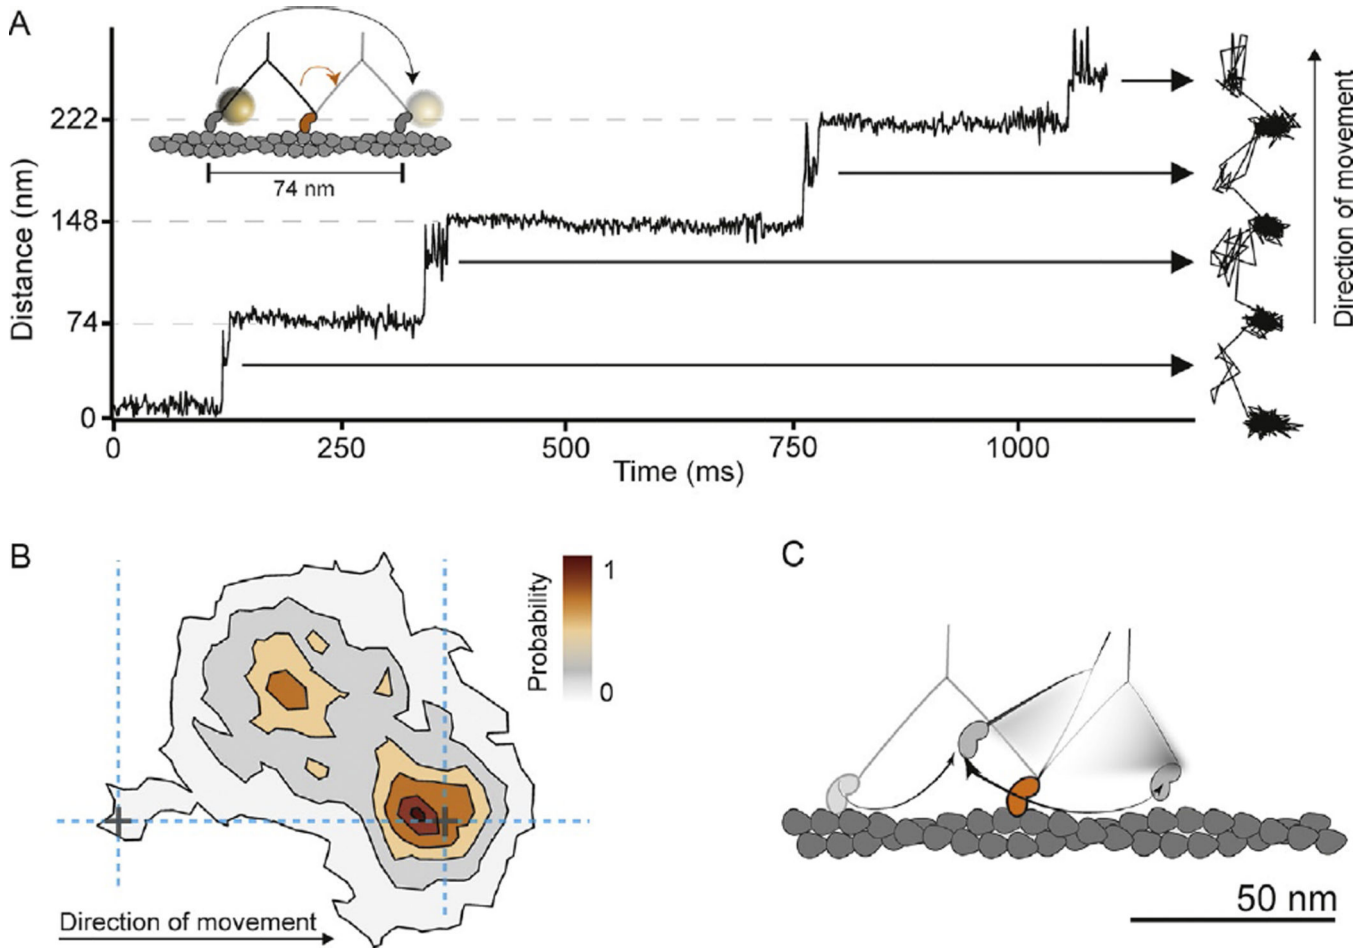 A
Distance (nm)
222
148
74
0
74 nm
0
250
500
750
1000
Time (ms)
Direction of movement
B
Probability
1
0
Direction of movement
C
50 nm